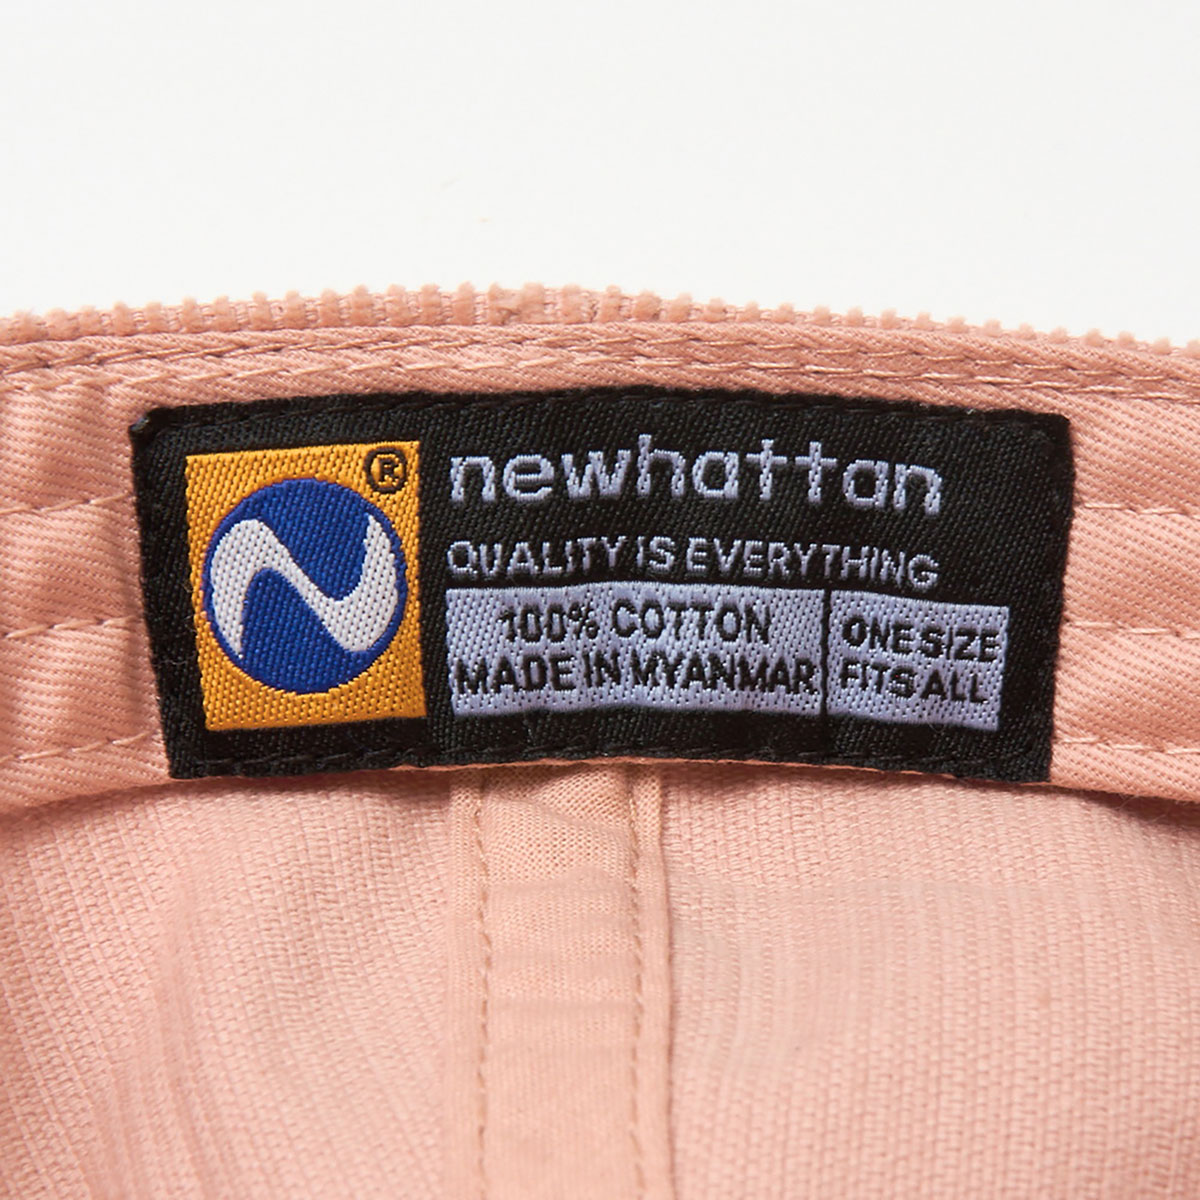 ®
newhattan
QUALITY IS EVERYTHING
100% COTTON
MADE IN MYANMAR
ONE SIZE
FITS ALL